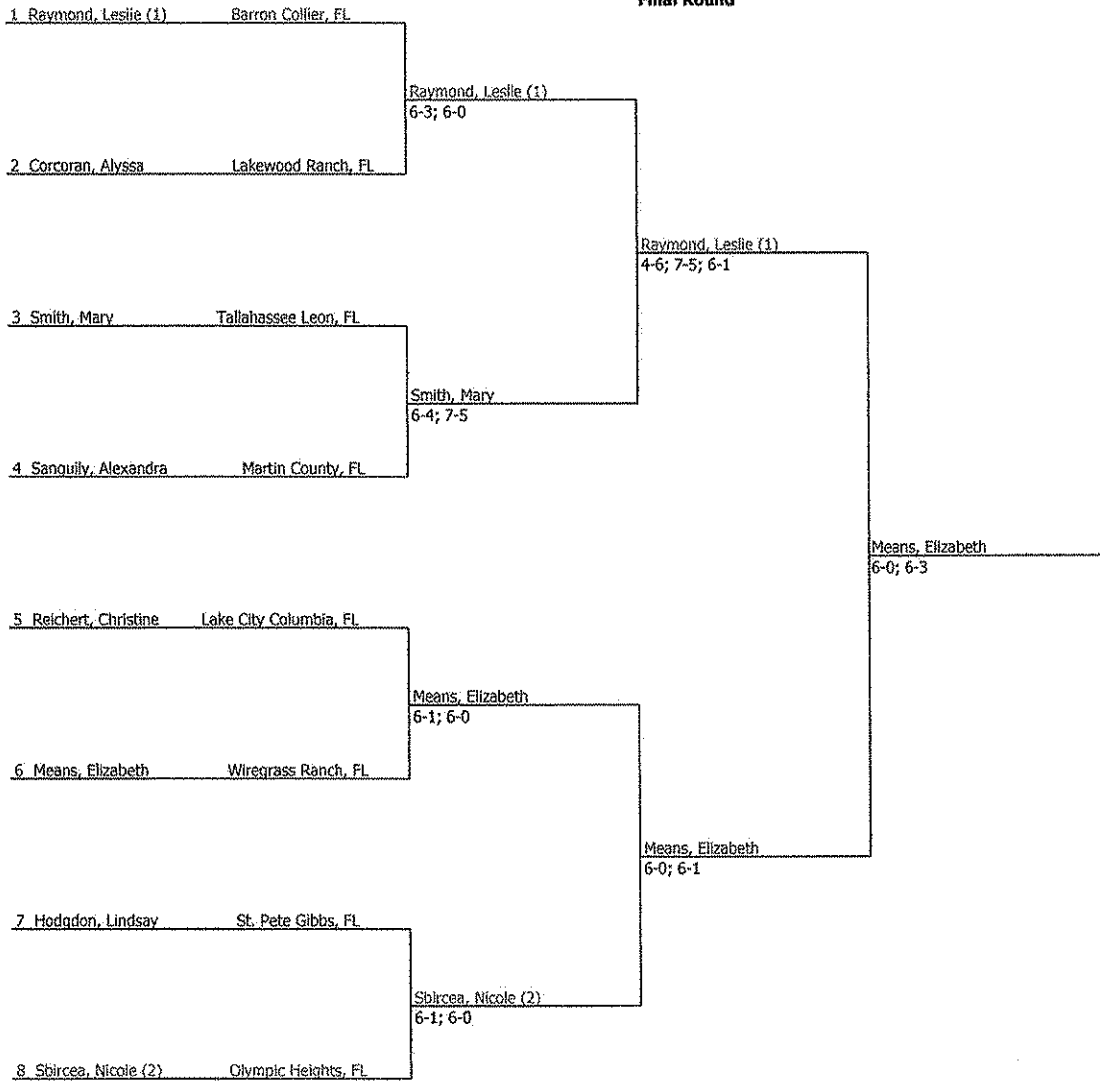 Final Round
1 Raymond, Leslie (1) Barron Collier, FL
Raymond, Leslie (1)
6-3; 6-0
2 Corcoran, Alyssa Lakewood Ranch, FL
Raymond, Leslie (1)
4-6; 7-5; 6-1
3 Smith, Mary Tallahassee Leon, FL
Smith, Mary
6-4; 7-5
4 Sanguily, Alexandra Martin County, FL
Means, Elizabeth
6-0; 6-3
5 Reichert, Christine Lake City Columbia, FL
Means, Elizabeth
6-1; 6-0
6 Means, Elizabeth Wiregrass Ranch, FL
Means, Elizabeth
6-0; 6-1
7 Hodgdon, Lindsay St. Pete Gibbs, FL
Sbircea, Nicole (2)
6-1; 6-0
8 Sbircea, Nicole (2) Olympic Heights, FL